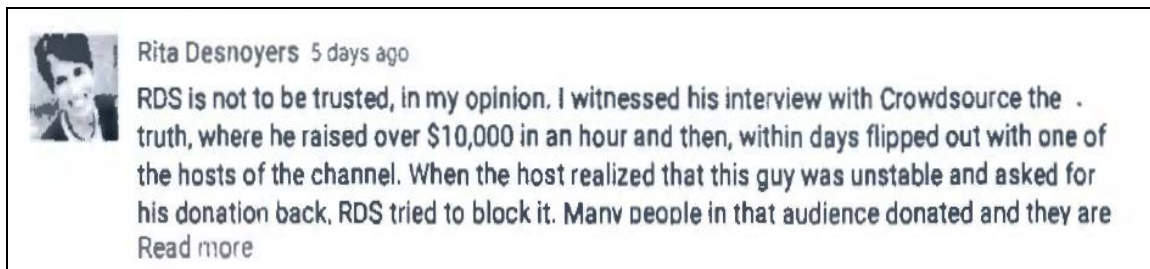 Rita Desnoyers 5 days ago
RDS is not to be trusted, in my opinion. I witnessed his interview with Crowdsource the
truth, where he raised over $10,000 in an hour and then, within days flipped out with one of
the hosts of the channel. When the host realized that this guy was unstable and asked for
his donation back, RDS tried to block it. Many people in that audience donated and they are
Read more